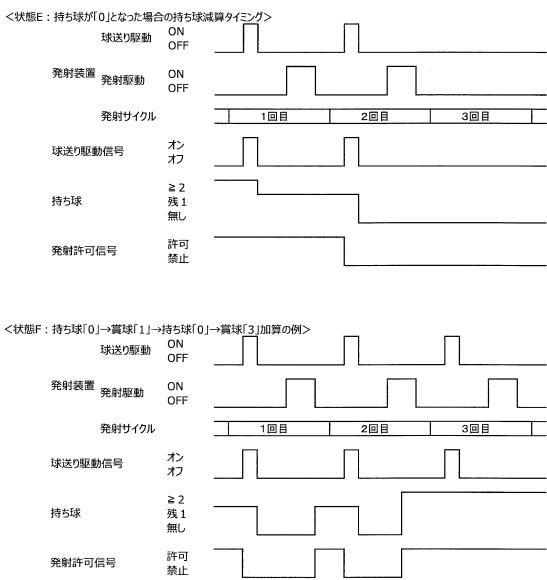 <状態E:持ち球が「0」となった場合の持ち球減算タイミング>
球送り駆動 ON
OFF
発射装置 発射駆動 ON
OFF
発射サイクル 1回目 2回目 3回目
球送り駆動信号 オン
オフ
持ち球 ≧2
残1
無し
発射許可信号 許可
禁止
<状態F:持ち球「0」→賞球「1」→持ち球「0」→賞球「3」加算の例>
球送り駆動 ON
OFF
発射装置 発射駆動 ON
OFF
発射サイクル 1回目 2回目 3回目
球送り駆動信号 オン
オフ
持ち球 ≧2
残1
無し
発射許可信号 許可
禁止